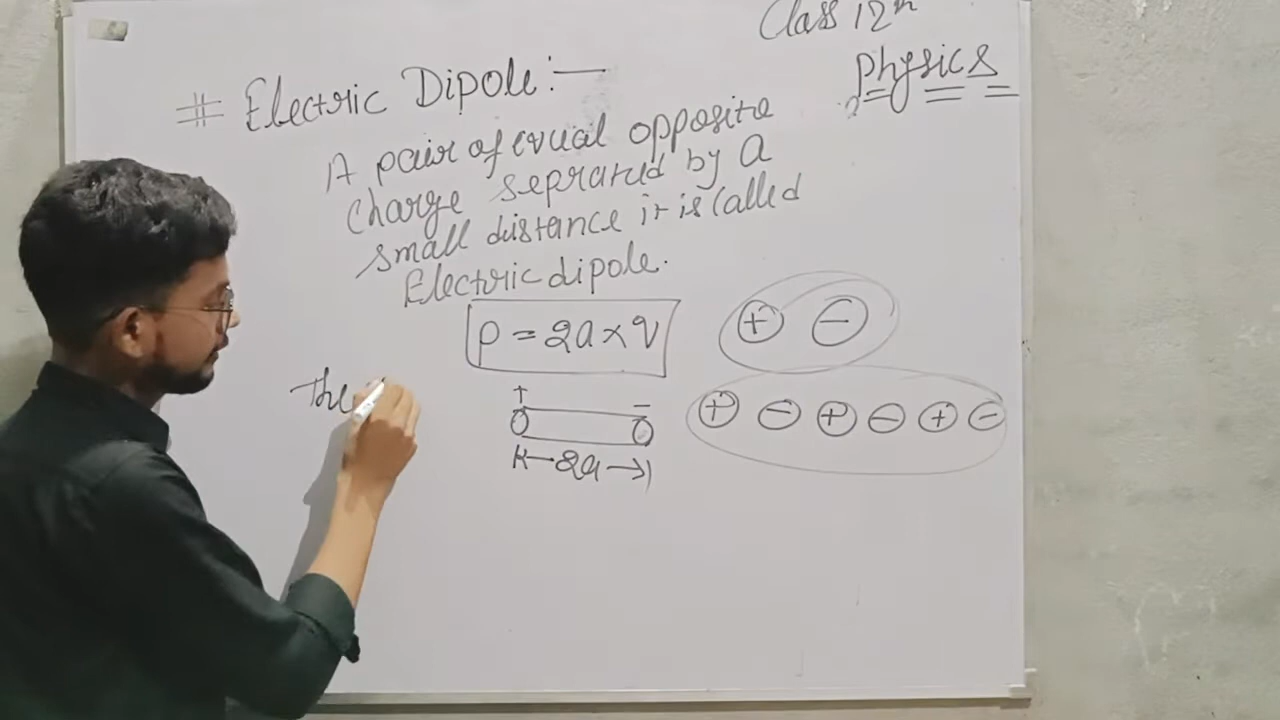 Class 12th
Physics
# Electric Dipole:-
A pair of equal opposite
charge seprated by a
small distance it is called
Electric dipole.
p = 2a × q
+ -
+ -
2a
+ - + - + -
The